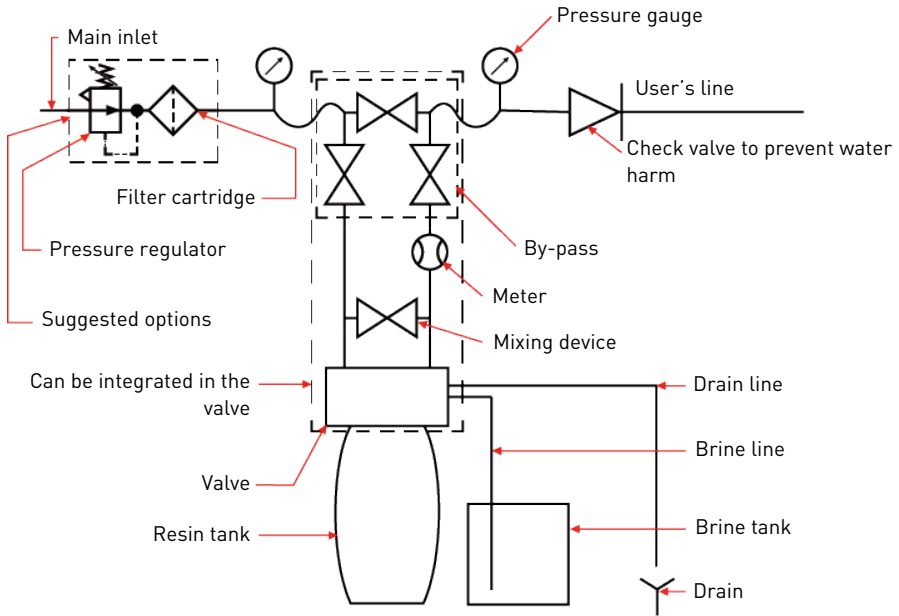 Pressure gauge
Main inlet
User's line
Check valve to prevent water
harm
Filter cartridge
Pressure regulator
By-pass
Meter
Suggested options
Mixing device
Can be integrated in the
valve
Drain line
Brine line
Valve
Resin tank
Brine tank
Drain